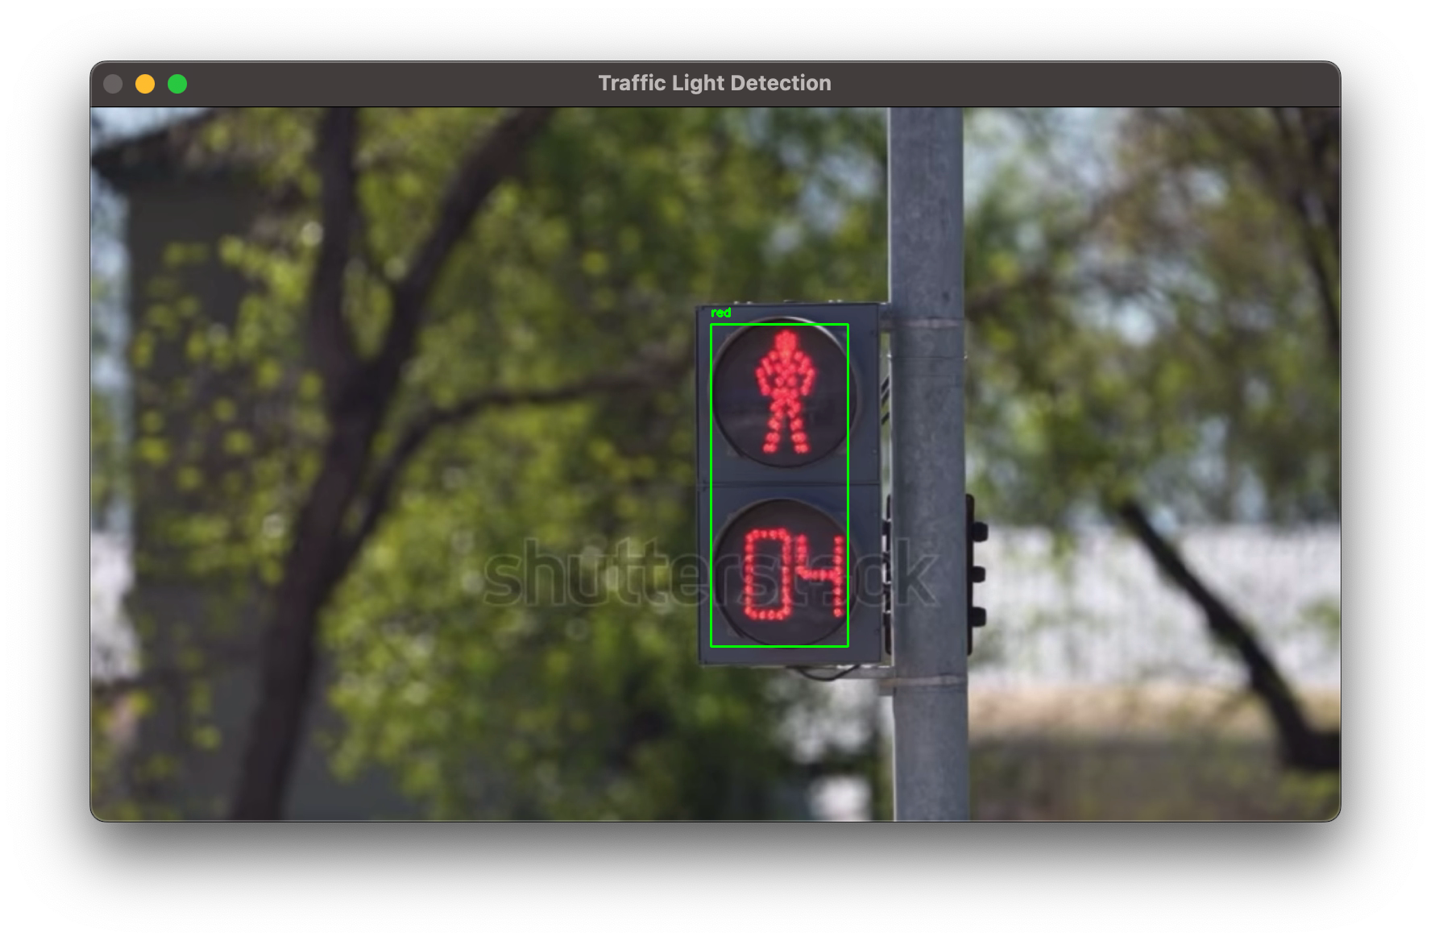 Traffic Light Detection
red
04
shutterstock